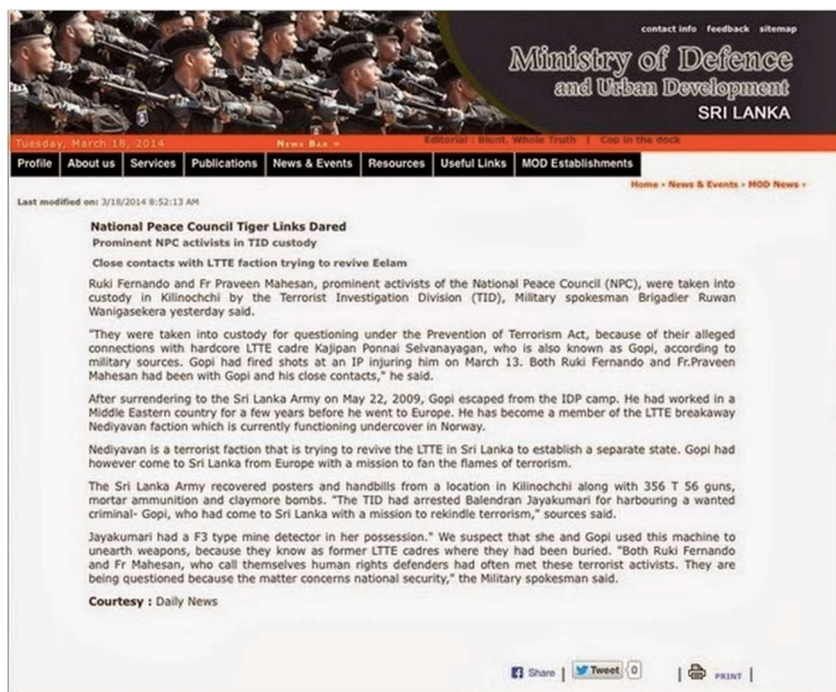 contact info feedback sitemap
Ministry of Defence
and Urban Development
SRI LANKA
Tuesday, March 18, 2014 News Bar » Editorial : Blunt, Whole Truth | Cop in the dock
Profile About us Services Publications News & Events Resources Useful Links MOD Establishments
Home › News & Events › MOD News ›
Last modified on: 3/18/2014 8:52:13 AM
National Peace Council Tiger Links Dared
Prominent NPC activists in TID custody
Close contacts with LTTE faction trying to revive Eelam
Ruki Fernando and Fr Praveen Mahesan, prominent activists of the National Peace Council (NPC), were taken into
custody in Kilinochchi by the Terrorist Investigation Division (TID), Military spokesman Brigadier Ruwan
Wanigasekera yesterday said.
"They were taken into custody for questioning under the Prevention of Terrorism Act, because of their alleged
connections with hardcore LTTE cadre Kajipan Ponnai Selvanayagan, who is also known as Gopi, according to
military sources. Gopi had fired shots at an IP injuring him on March 13. Both Ruki Fernando and Fr.Praveen
Mahesan had been with Gopi and his close contacts," he said.
After surrendering to the Sri Lanka Army on May 22, 2009, Gopi escaped from the IDP camp. He had worked in a
Middle Eastern country for a few years before he went to Europe. He has become a member of the LTTE breakaway
Nediyavan faction which is currently functioning undercover in Norway.
Nediyavan is a terrorist faction that is trying to revive the LTTE in Sri Lanka to establish a separate state. Gopi had
however come to Sri Lanka from Europe with a mission to fan the flames of terrorism.
The Sri Lanka Army recovered posters and handbills from a location in Kilinochchi along with 356 T 56 guns,
mortar ammunition and claymore bombs. "The TID had arrested Balendran Jayakumari for harbouring a wanted
criminal- Gopi, who had come to Sri Lanka with a mission to rekindle terrorism," sources said.
Jayakumari had a F3 type mine detector in her possession." We suspect that she and Gopi used this machine to
unearth weapons, because they know as former LTTE cadres where they had been buried. "Both Ruki Fernando
and Fr Mahesan, who call themselves human rights defenders had often met these terrorist activists. They are
being questioned because the matter concerns national security," the Military spokesman said.
Courtesy : Daily News
Share | Tweet 0 | PRINT |